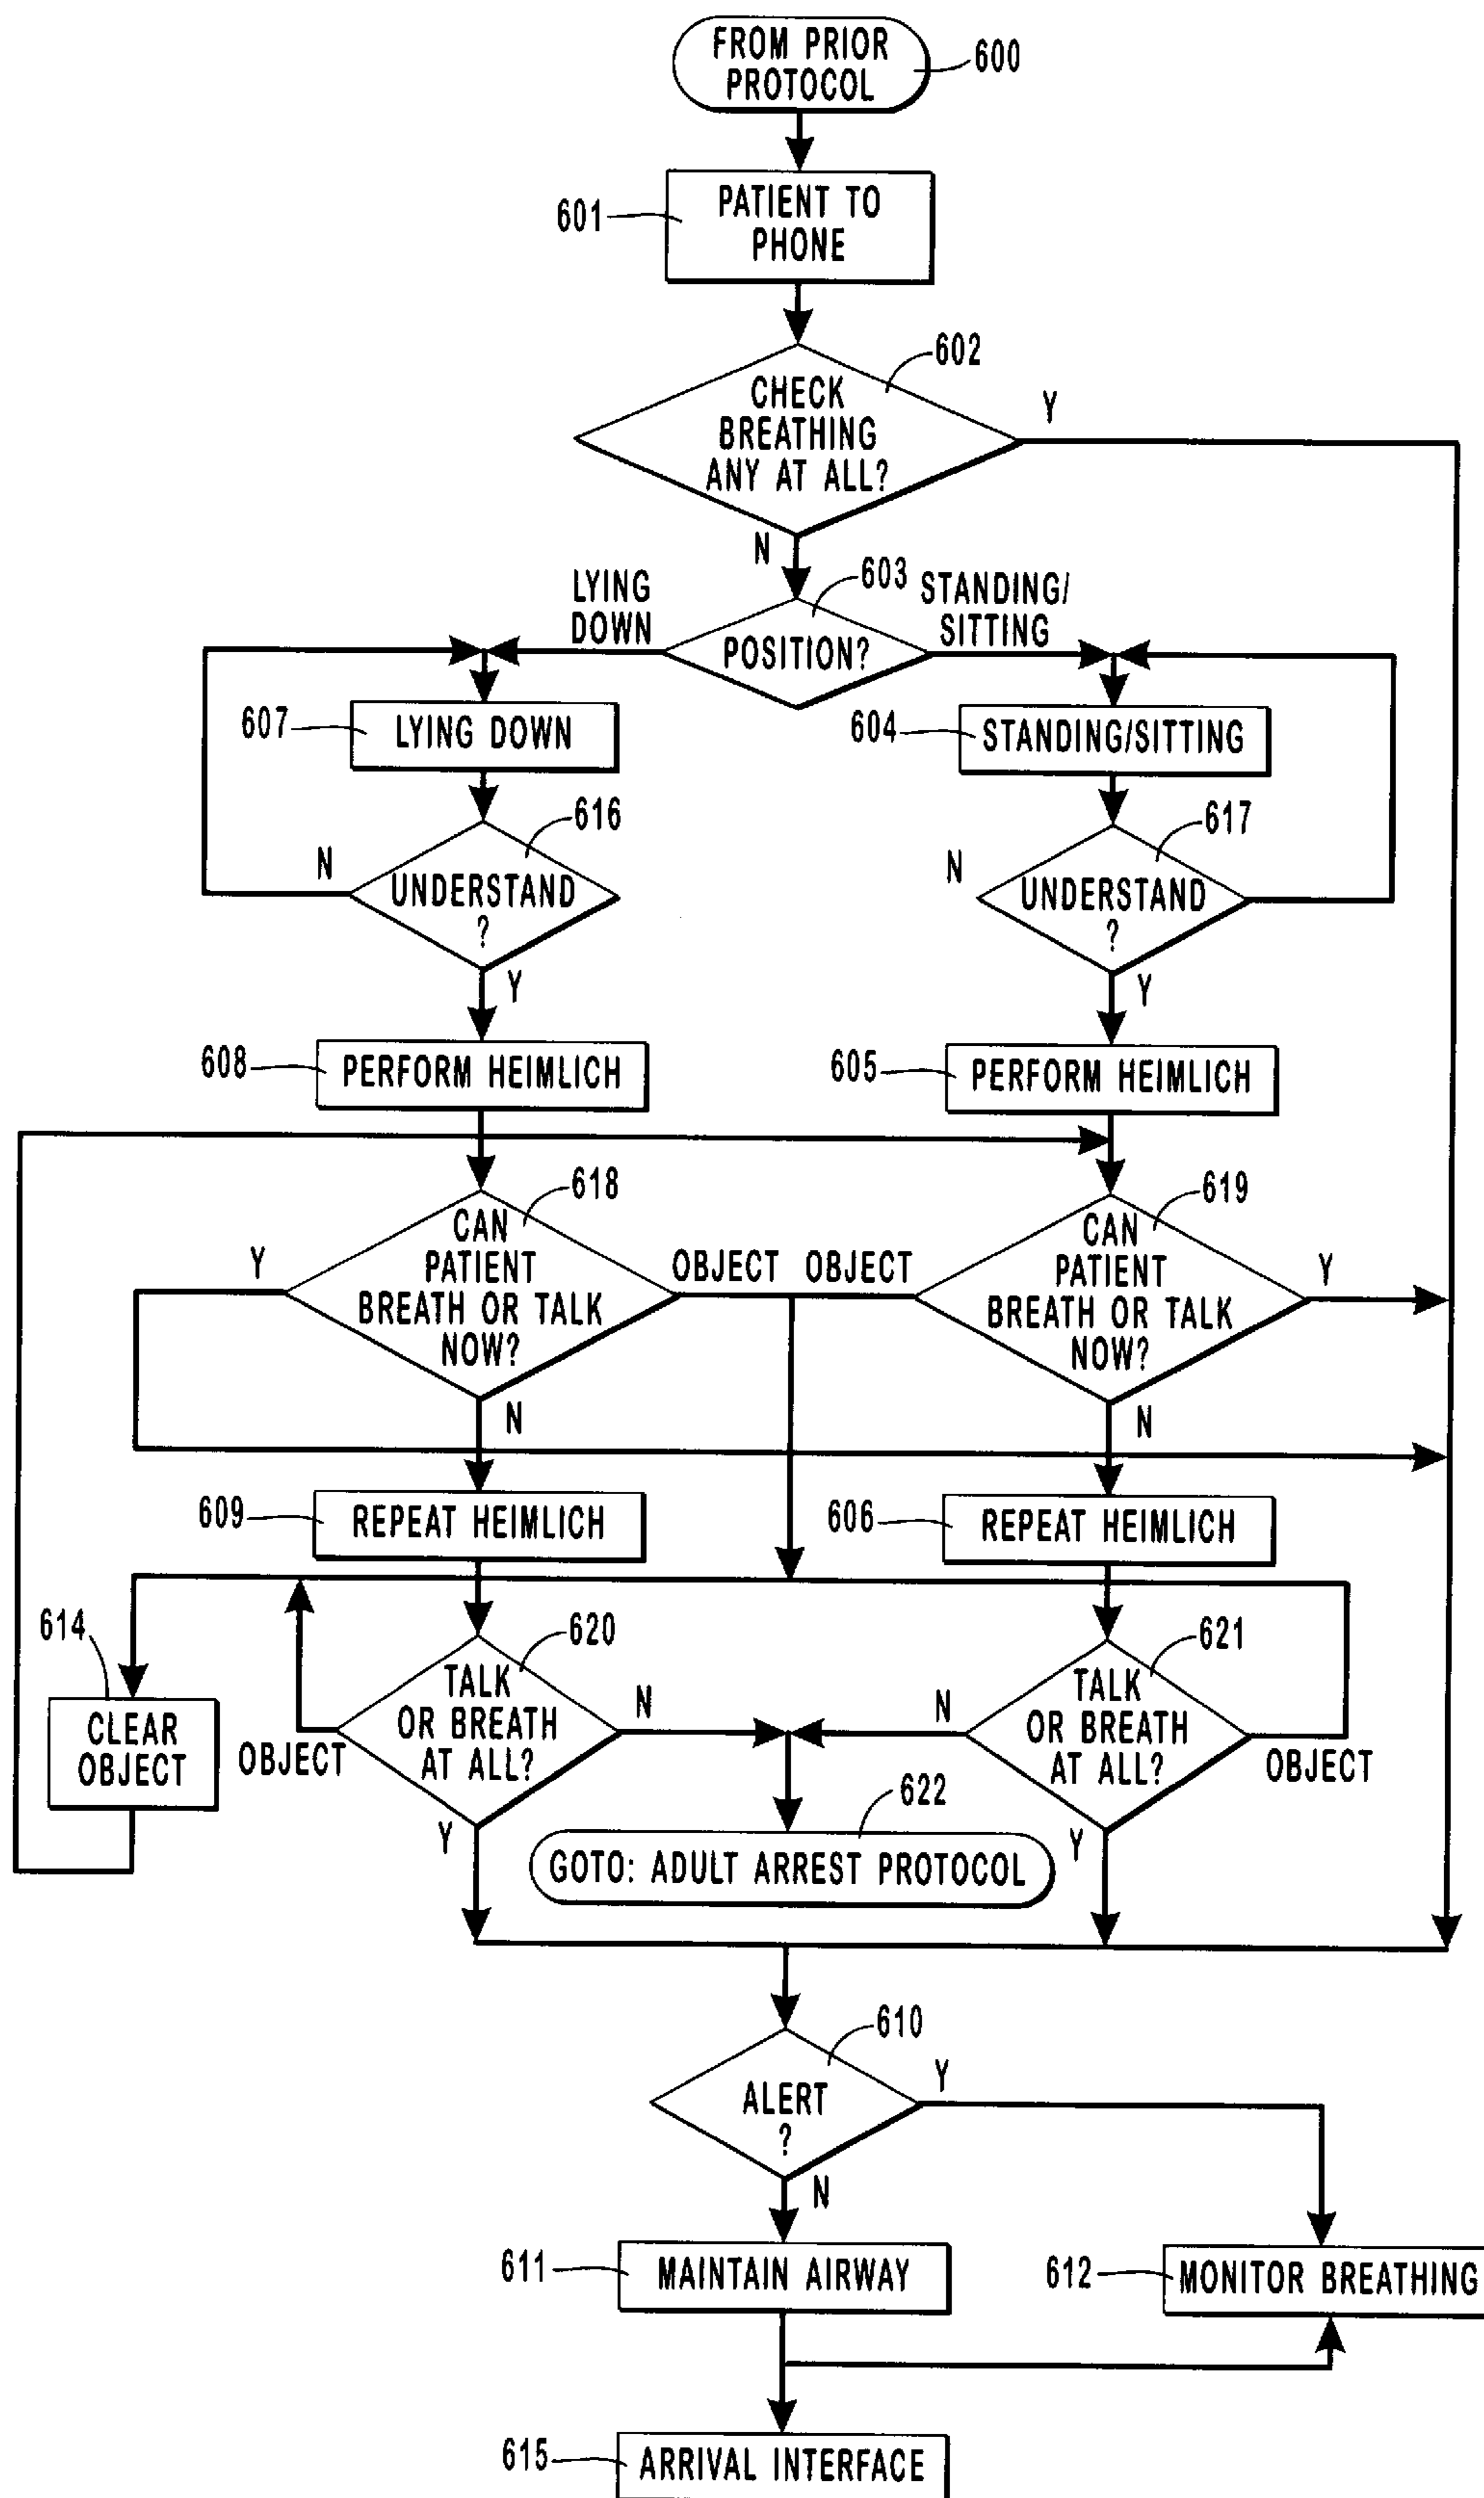 FROM PRIOR
PROTOCOL
600
601
PATIENT TO
PHONE
602
CHECK
BREATHING
ANY AT ALL?
Y
N
603
LYING
DOWN
STANDING/
SITTING
POSITION?
607
LYING DOWN
604
STANDING/SITTING
616
N
UNDERSTAND
?
Y
617
N
UNDERSTAND
?
Y
608
PERFORM HEIMLICH
605
PERFORM HEIMLICH
618
Y
CAN
PATIENT
BREATH OR TALK
NOW?
OBJECT
N
619
OBJECT
CAN
PATIENT
BREATH OR TALK
NOW?
Y
N
609
REPEAT HEIMLICH
606
REPEAT HEIMLICH
614
CLEAR
OBJECT
620
OBJECT
TALK
OR BREATH
AT ALL?
N
Y
621
N
TALK
OR BREATH
AT ALL?
OBJECT
Y
622
GOTO: ADULT ARREST PROTOCOL
610
ALERT
?
Y
N
611
MAINTAIN AIRWAY
612
MONITOR BREATHING
615
ARRIVAL INTERFACE